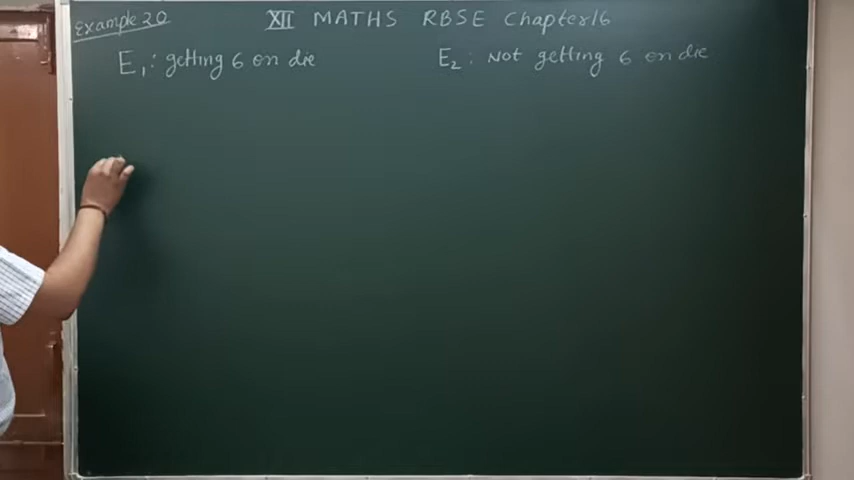 Example 20 XII MATHS RBSE Chapter 16
E₁: getting 6 on die E₂: Not getting 6 on die